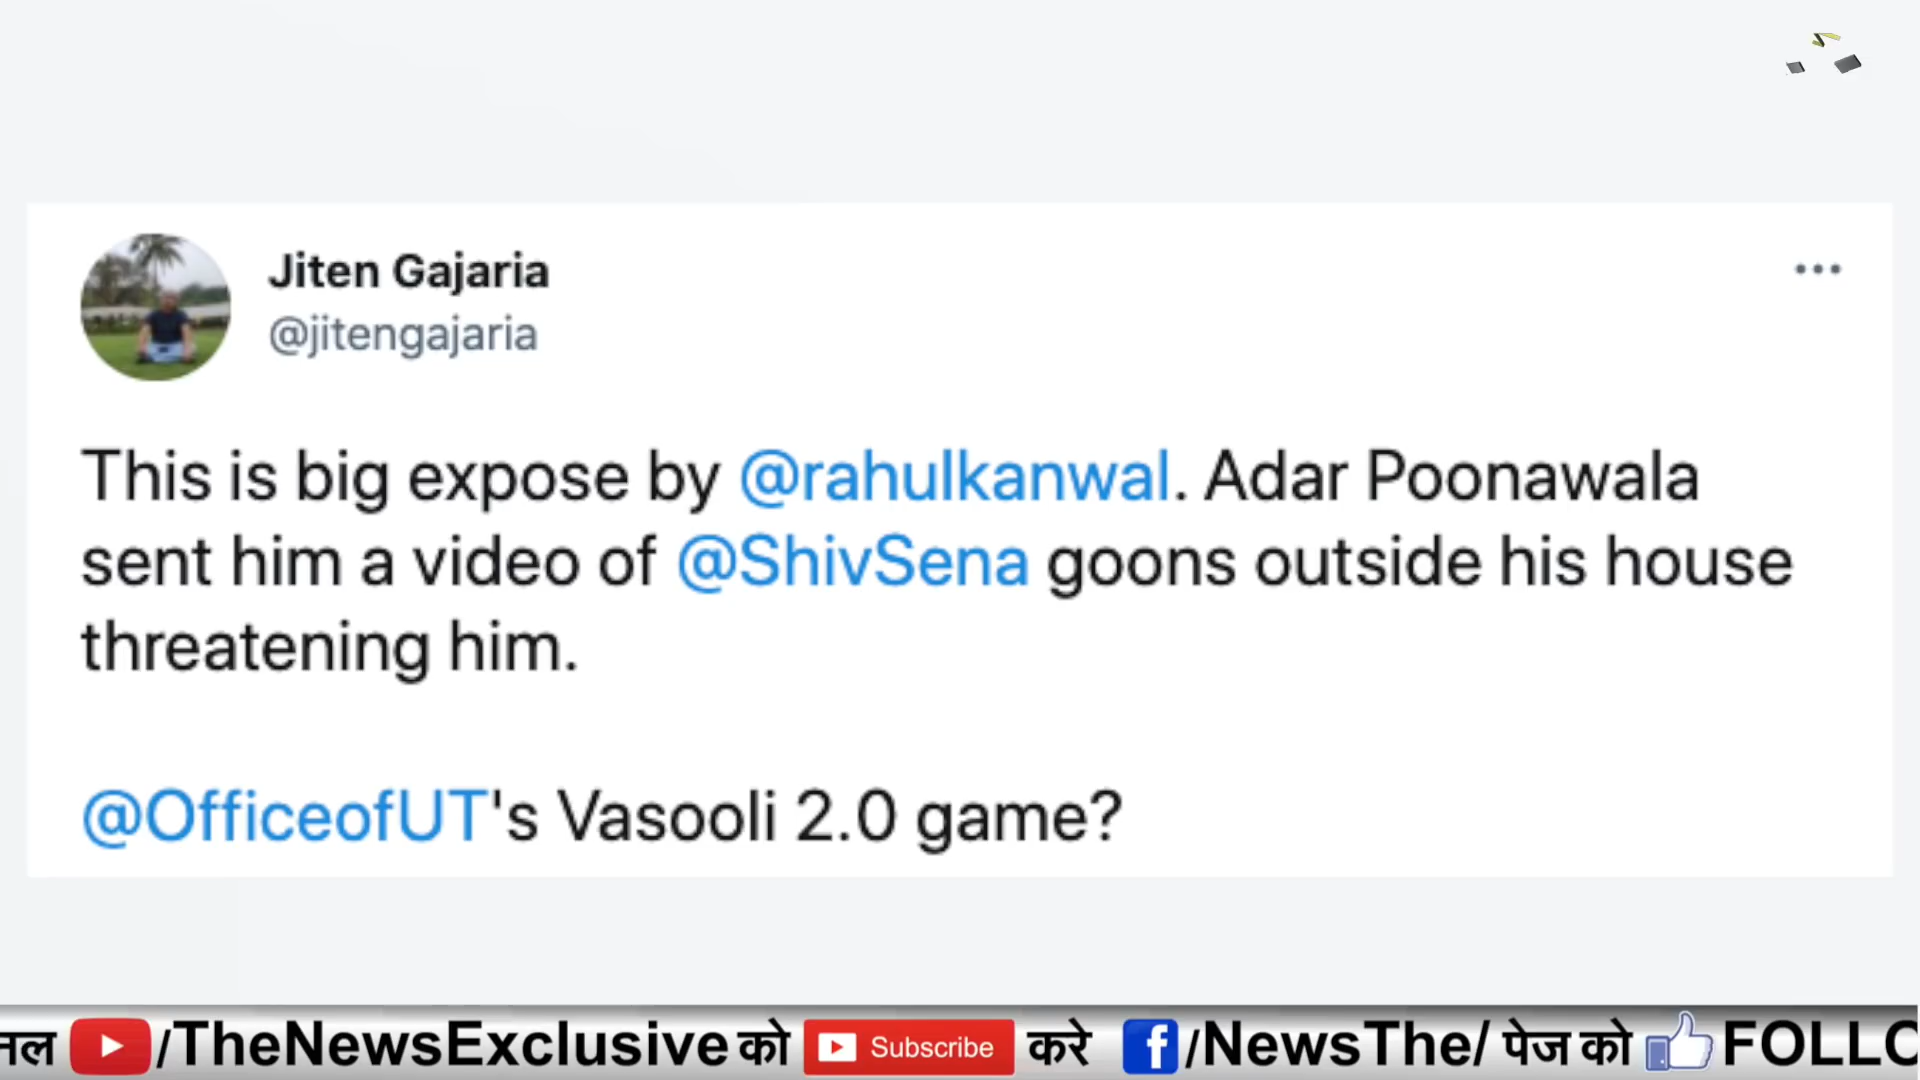 Jiten Gajaria
@jitengajaria
This is big expose by @rahulkanwal. Adar Poonawala
sent him a video of @ShivSena goons outside his house
threatening him.
@OfficeofUT's Vasooli 2.0 game?
नल /TheNewsExclusive को Subscribe करे f /NewsThe/ पेज को FOLLO